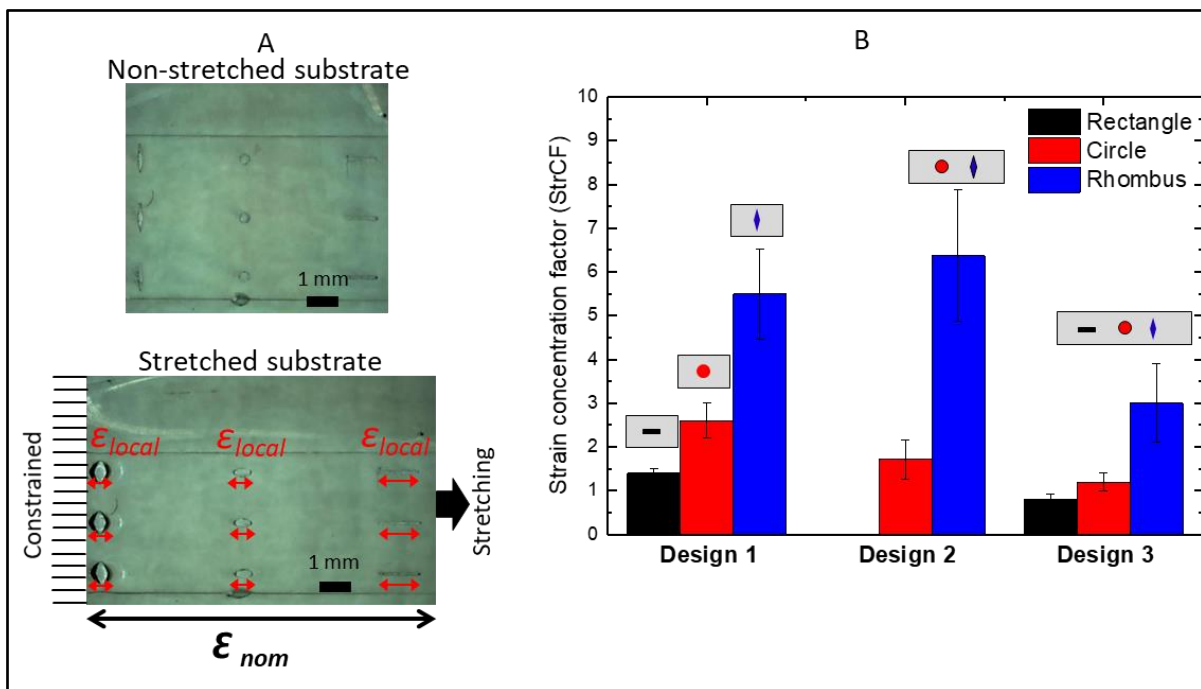 A
Non-stretched substrate
1 mm
Stretched substrate
Constrained
εlocal εlocal εlocal
1 mm
Stretching
ε nom
B
Strain concentration factor (StrCF)
10
9
8
7
6
5
4
3
2
1
0
Rectangle
Circle
Rhombus
Design 1 Design 2 Design 3